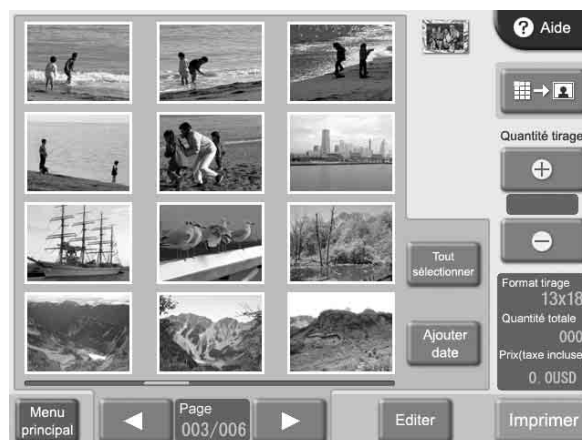 Aide
Quantité tirage
Tout
sélectionner
Format tirage
13x18
Quantité totale
000
Prix(taxe incluse
0.0USD
Ajouter
date
Menu
principal
Page
003/006
Editer
Imprimer